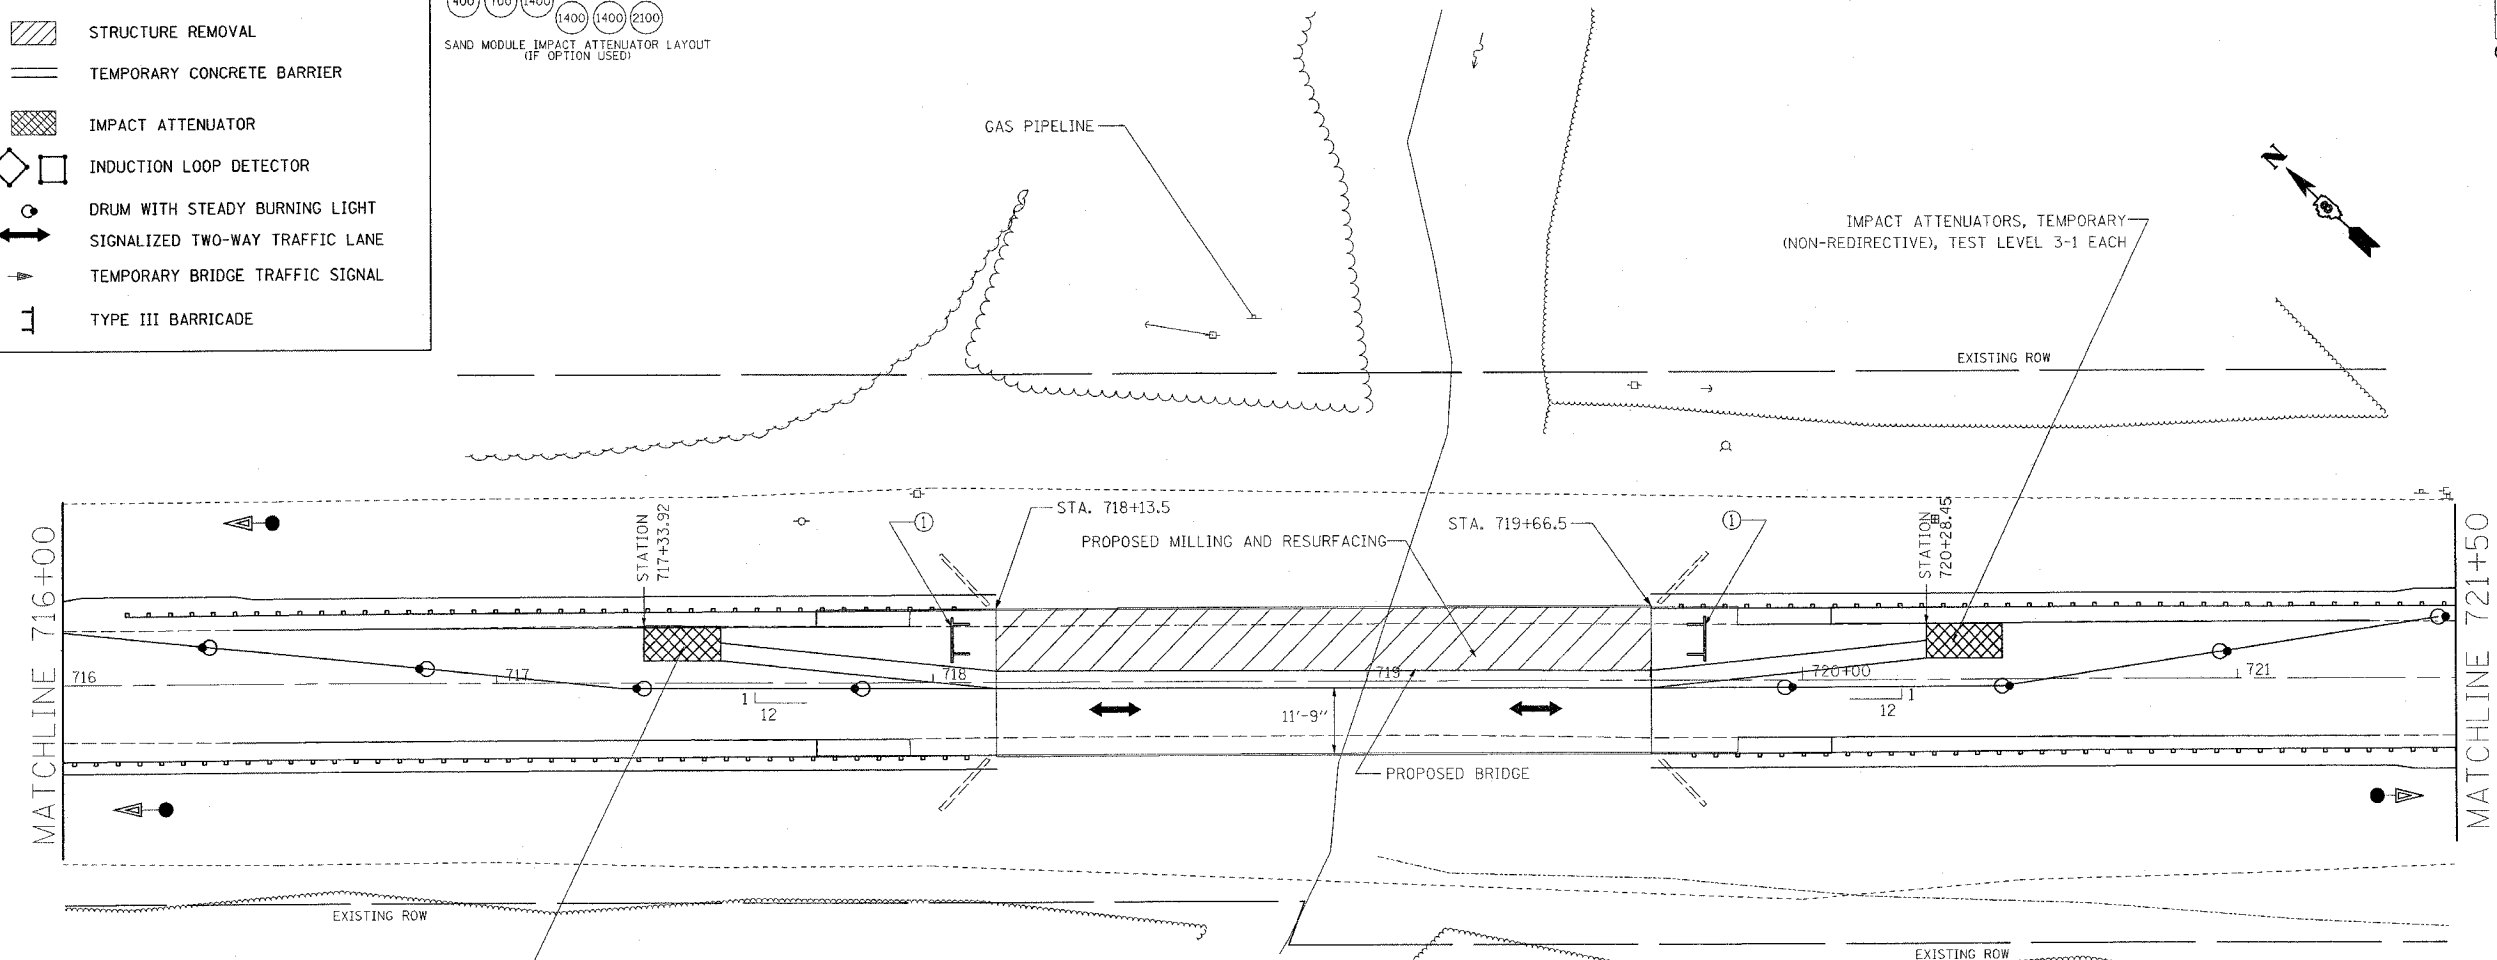 STRUCTURE REMOVAL
TEMPORARY CONCRETE BARRIER
IMPACT ATTENUATOR
INDUCTION LOOP DETECTOR
DRUM WITH STEADY BURNING LIGHT
SIGNALIZED TWO-WAY TRAFFIC LANE
TEMPORARY BRIDGE TRAFFIC SIGNAL
TYPE III BARRICADE
400 700 1400
1400 1400 2100
SAND MODULE IMPACT ATTENUATOR LAYOUT
(IF OPTION USED)
GAS PIPELINE
N
IMPACT ATTENUATORS, TEMPORARY
(NON-REDIRECTIVE), TEST LEVEL 3-1 EACH
EXISTING ROW
MATCHLINE 716+00
STATION
717+33.92
1
STA. 718+13.5
PROPOSED MILLING AND RESURFACING
STA. 719+66.5
1
STATION
720+28.45
MATCHLINE 721+50
716
717
718
719
720+00
721
1
12
11'-9"
1
12
PROPOSED BRIDGE
EXISTING ROW
EXISTING ROW